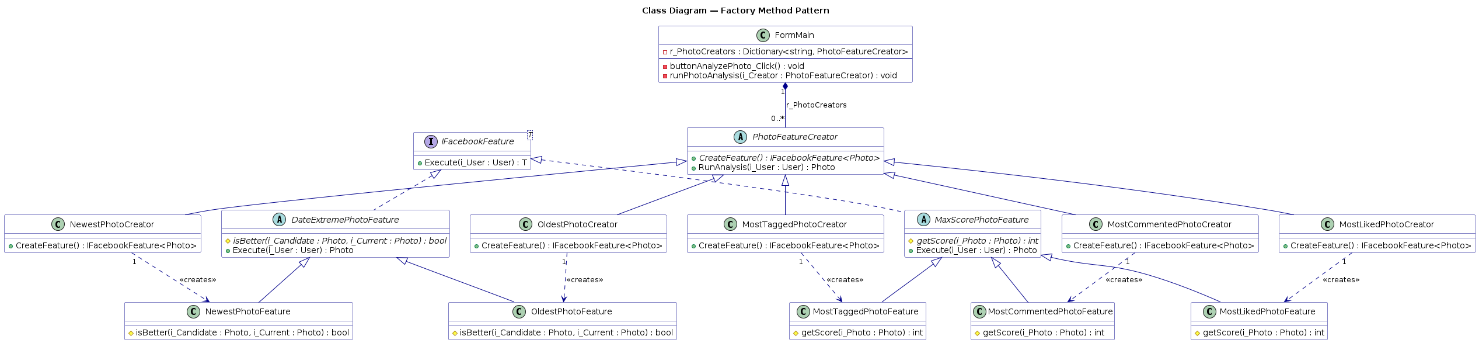 Class Diagram — Factory Method Pattern
C FormMain
r_PhotoCreators : Dictionary<string, PhotoFeatureCreator>
buttonAnalyzePhoto_Click() : void
runPhotoAnalysis(i_Creator : PhotoFeatureCreator) : void
1
r_PhotoCreators
0..*
I IFacebookFeature
T
Execute(i_User : User) : T
A PhotoFeatureCreator
CreateFeature() : IFacebookFeature<Photo>
RunAnalysis(i_User : User) : Photo
C NewestPhotoCreator
CreateFeature() : IFacebookFeature<Photo>
1
A DateExtremePhotoFeature
isBetter(i_Candidate : Photo, i_Current : Photo) : bool
Execute(i_User : User) : Photo
C OldestPhotoCreator
CreateFeature() : IFacebookFeature<Photo>
1
C MostTaggedPhotoCreator
CreateFeature() : IFacebookFeature<Photo>
1
A MaxScorePhotoFeature
getScore(i_Photo : Photo) : int
Execute(i_User : User) : Photo
C MostCommentedPhotoCreator
CreateFeature() : IFacebookFeature<Photo>
1
C MostLikedPhotoCreator
CreateFeature() : IFacebookFeature<Photo>
1
«creates»
«creates»
«creates»
«creates»
«creates»
C NewestPhotoFeature
isBetter(i_Candidate : Photo, i_Current : Photo) : bool
C OldestPhotoFeature
isBetter(i_Candidate : Photo, i_Current : Photo) : bool
C MostTaggedPhotoFeature
getScore(i_Photo : Photo) : int
C MostCommentedPhotoFeature
getScore(i_Photo : Photo) : int
C MostLikedPhotoFeature
getScore(i_Photo : Photo) : int